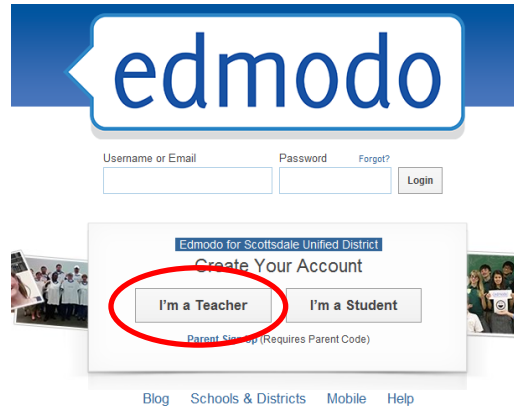 edmodo
Username or Email Password Forgot?
Login
Edmodo for Scottsdale Unified District
Create Your Account
I'm a Teacher I'm a Student
Parent Sign Up (Requires Parent Code)
Blog Schools & Districts Mobile Help